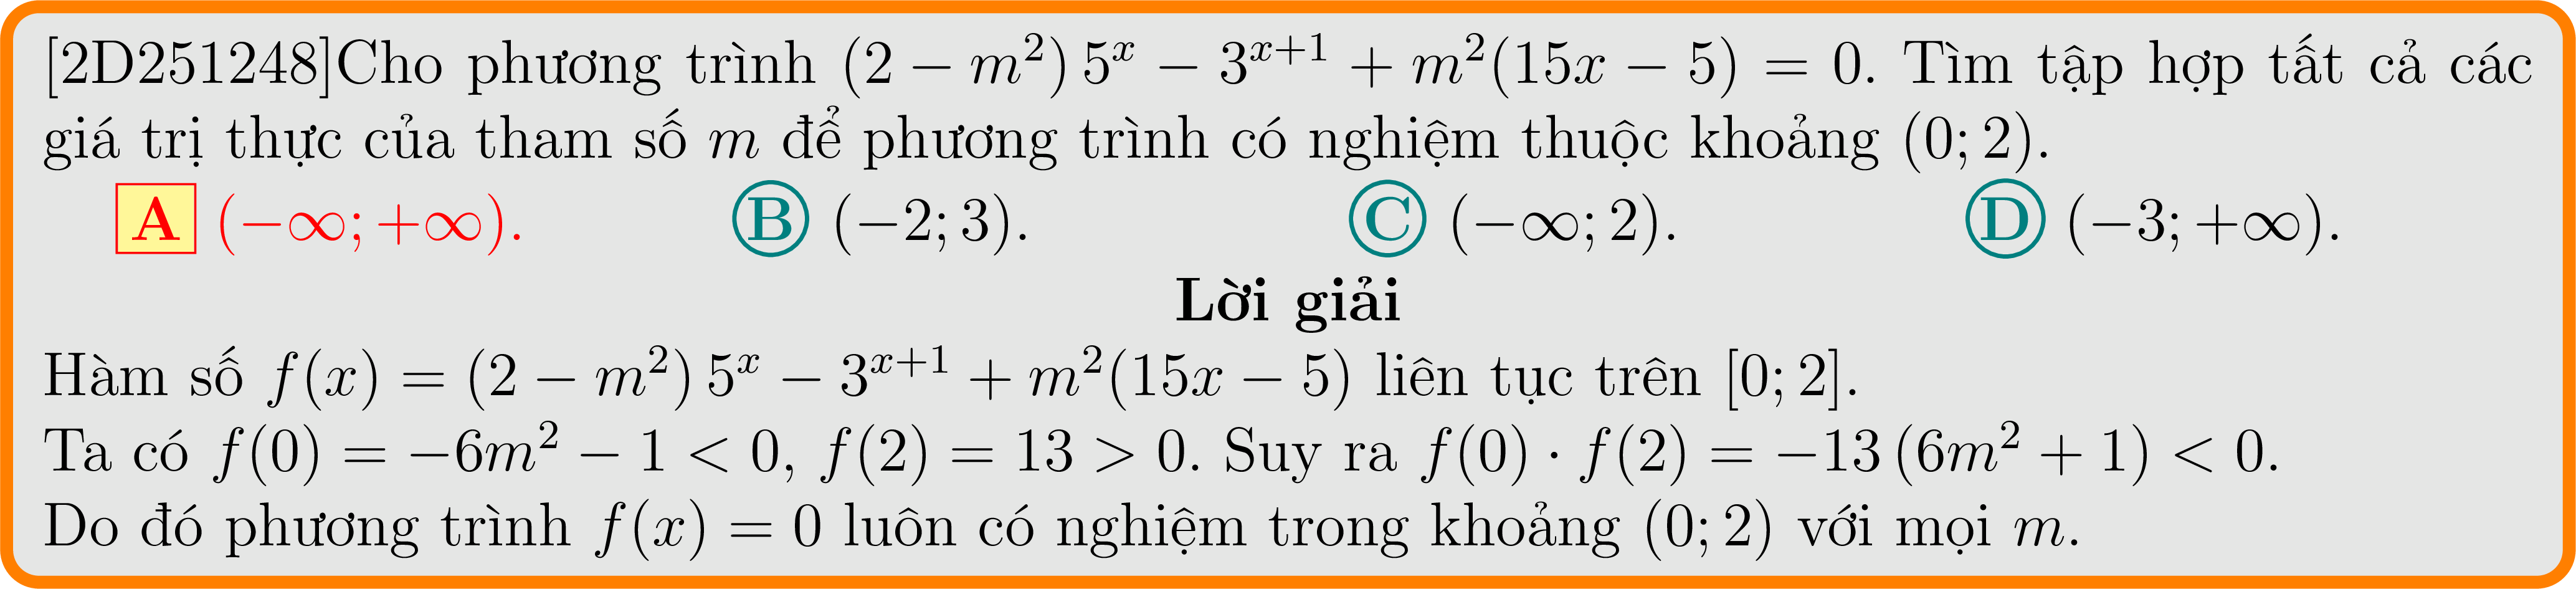 [2D251248]Cho phương trình $(2 - m^2)\,5^x - 3^{x+1} + m^2(15x - 5) = 0$. Tìm tập hợp tất cả các
giá trị thực của tham số $m$ để phương trình có nghiệm thuộc khoảng $(0; 2)$.
A $(-\infty; +\infty)$. B $(-2; 3)$. C $(-\infty; 2)$. D $(-3; +\infty)$.
Lời giải
Hàm số $f(x) = (2 - m^2)\,5^x - 3^{x+1} + m^2(15x - 5)$ liên tục trên $[0; 2]$.
Ta có $f(0) = -6m^2 - 1 < 0$, $f(2) = 13 > 0$. Suy ra $f(0) \cdot f(2) = -13\,(6m^2 + 1) < 0$.
Do đó phương trình $f(x) = 0$ luôn có nghiệm trong khoảng $(0; 2)$ với mọi $m$.